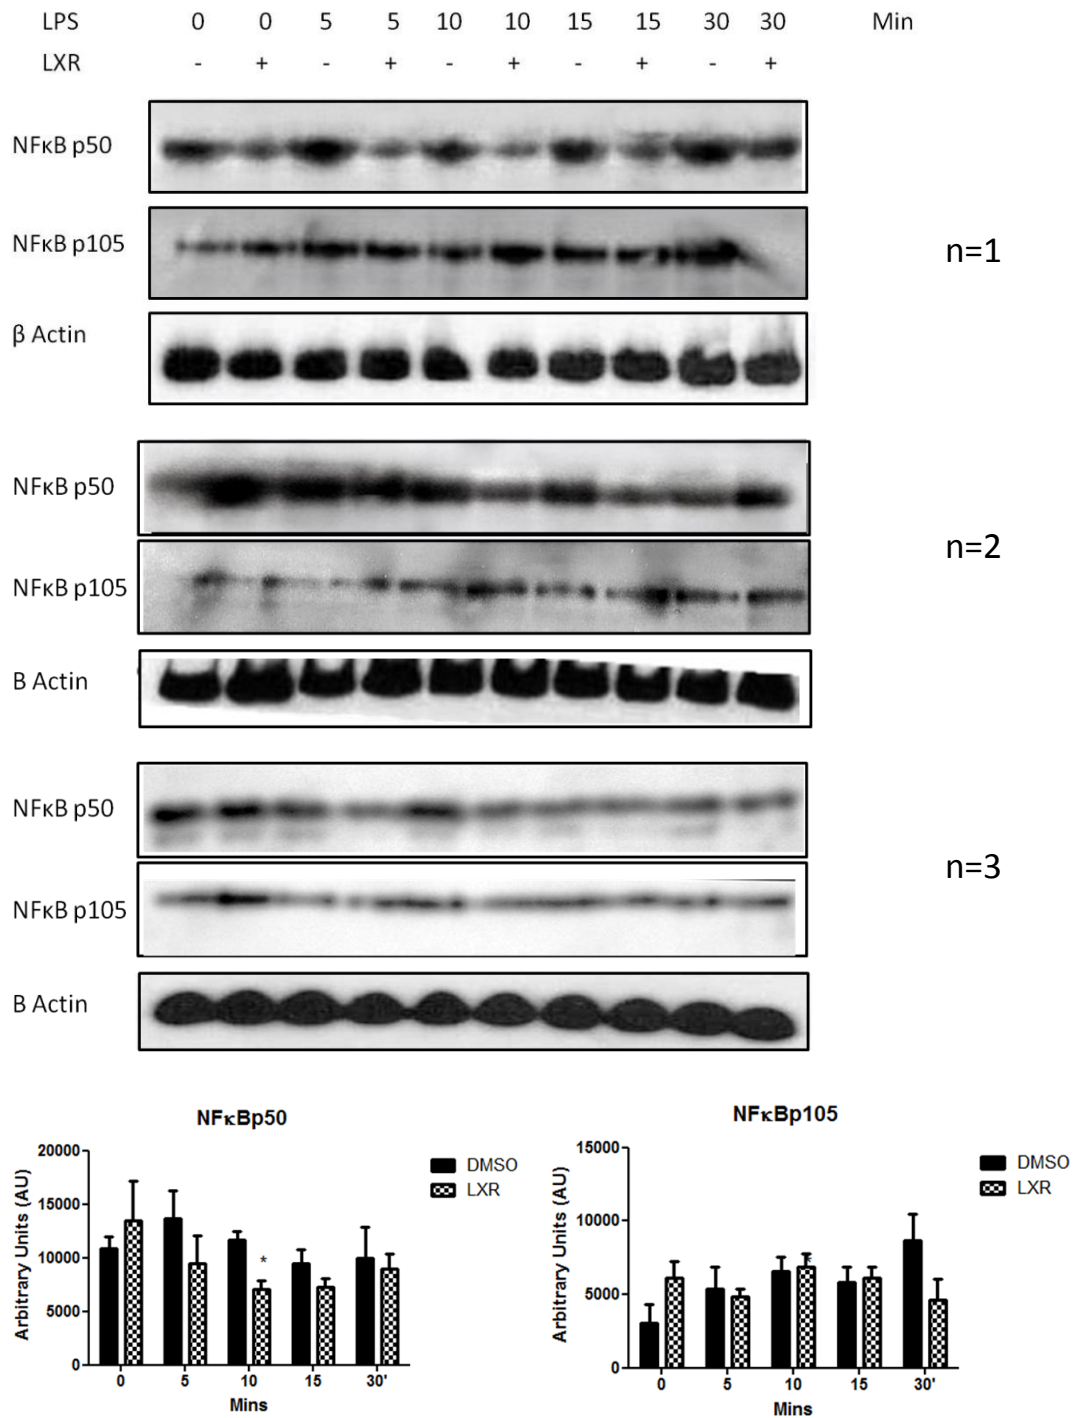 LPS 0 0 5 5 10 10 15 15 30 30 Min
LXR - + - + - + - + - +
NFκB p50
NFκB p105
n=1
β Actin
NFκB p50
n=2
NFκB p105
B Actin
NFκB p50
n=3
NFκB p105
B Actin
NFκBp50
20000
15000
10000
5000
0
Arbitrary Units (AU)
DMSO
LXR
*
0 5 10 15 30'
Mins
NFκBp105
15000
10000
5000
0
Arbitrary Units (AU)
DMSO
LXR
*
0 5 10 15 30'
Mins